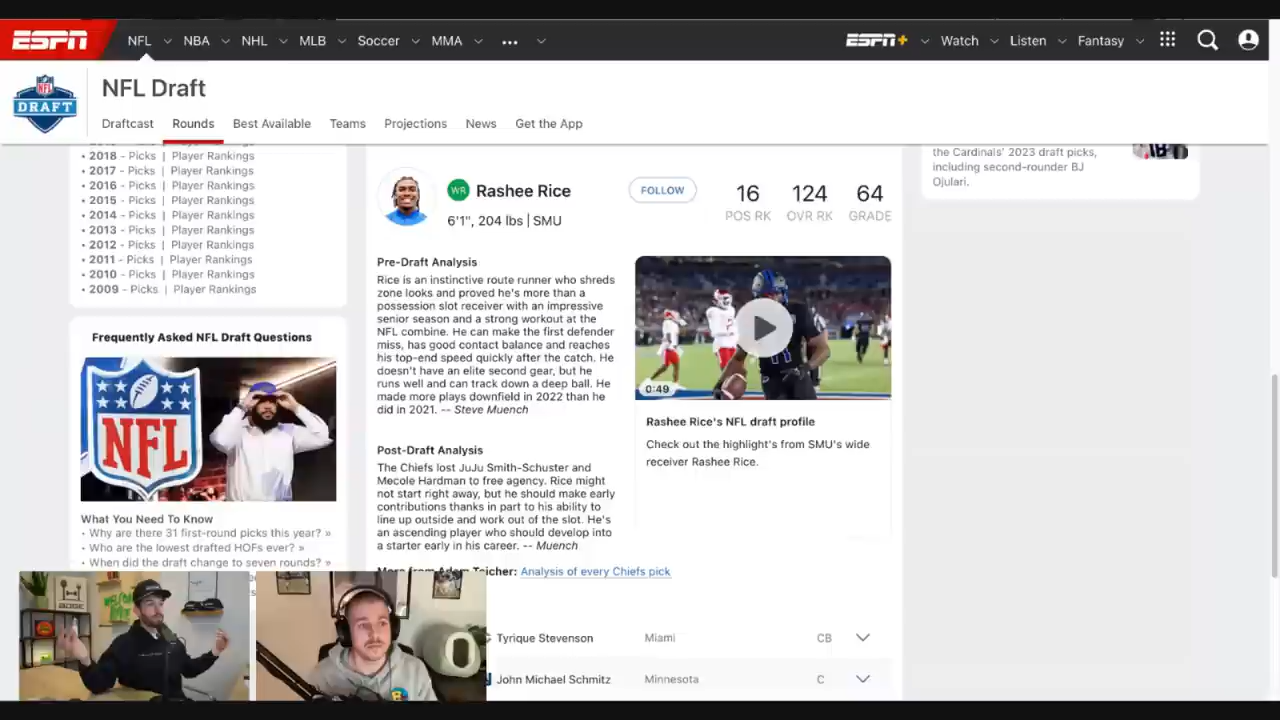 ESPN NFL NBA NHL MLB Soccer MMA ••• ESPN+ Watch Listen Fantasy
NFL DRAFT
NFL Draft
Draftcast Rounds Best Available Teams Projections News Get the App
• 2018 - Picks | Player Rankings
• 2017 - Picks | Player Rankings
• 2016 - Picks | Player Rankings
• 2015 - Picks | Player Rankings
• 2014 - Picks | Player Rankings
• 2013 - Picks | Player Rankings
• 2012 - Picks | Player Rankings
• 2011 - Picks | Player Rankings
• 2010 - Picks | Player Rankings
• 2009 - Picks | Player Rankings
Frequently Asked NFL Draft Questions
NFL
What You Need To Know
• Why are there 31 first-round picks this year? »
• Who are the lowest drafted HOFs ever? »
• When did the draft change to seven rounds? »
WR Rashee Rice
6'1", 204 lbs | SMU
FOLLOW
16 124 64
POS RK OVR RK GRADE
Pre-Draft Analysis
Rice is an instinctive route runner who shreds
zone looks and proved he's more than a
possession slot receiver with an impressive
senior season and a strong workout at the
NFL combine. He can make the first defender
miss, has good contact balance and reaches
his top-end speed quickly after the catch. He
doesn't have an elite second gear, but he
runs well and can track down a deep ball. He
made more plays downfield in 2022 than he
did in 2021. -- Steve Muench
Post-Draft Analysis
The Chiefs lost JuJu Smith-Schuster and
Mecole Hardman to free agency. Rice might
not start right away, but he should make early
contributions thanks in part to his ability to
line up outside and work out of the slot. He's
an ascending player who should develop into
a starter early in his career. -- Muench
More from Adam Teicher: Analysis of every Chiefs pick
0:49
Rashee Rice's NFL draft profile
Check out the highlight's from SMU's wide
receiver Rashee Rice.
Tyrique Stevenson Miami CB
John Michael Schmitz Minnesota C
the Cardinals' 2023 draft picks,
including second-rounder BJ
Ojulari.